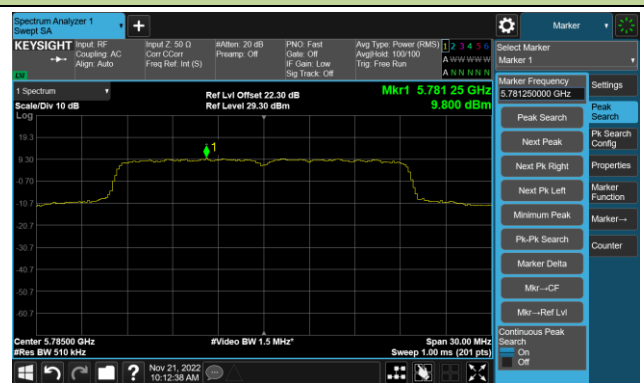 Spectrum Analyzer 1
Swept SA
Marker
KEYSIGHT
Input: RF
Coupling: AC
Align: Auto
Input Z: 50 Ω
Corr CCorr
Freq Ref: Int (S)
#Atten: 20 dB
Preamp: Off
PNO: Fast
Gate: Off
IF Gain: Low
Sig Track: Off
Avg Type: Power (RMS)
Avg|Hold: 100/100
Trig: Free Run
1 2 3 4 5 6
A W W W W W
A N N N N N
LW
Select Marker
Marker 1
1 Spectrum
Scale/Div 10 dB
Log
Ref Lvl Offset 22.30 dB
Ref Level 29.30 dBm
Mkr1 5.781 25 GHz
9.800 dBm
19.3
9.30
-0.70
-10.7
-20.7
-30.7
-40.7
-50.7
-60.7
1
Center 5.78500 GHz
#Res BW 510 kHz
#Video BW 1.5 MHz*
Span 30.00 MHz
Sweep 1.00 ms (201 pts)
Marker Frequency
5.781250000 GHz
Peak Search
Next Peak
Next Pk Right
Next Pk Left
Minimum Peak
Pk-Pk Search
Marker Delta
Mkr→CF
Mkr→Ref Lvl
Continuous Peak
Search
On
Off
Settings
Peak
Search
Pk Search
Config
Properties
Marker
Function
Marker→
Counter
Nov 21, 2022
10:12:38 AM